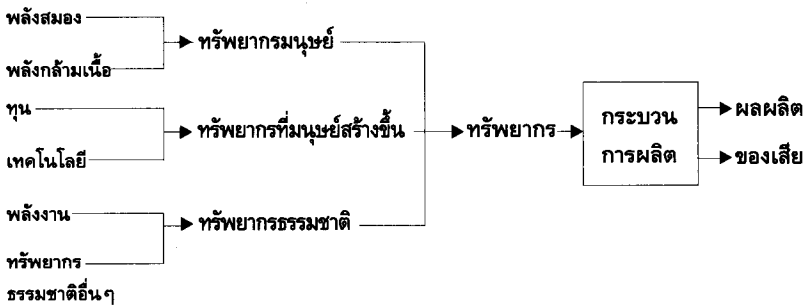 พลังสมอง
พลังกล้ามเนื้อ
ทรัพยากรมนุษย์
ทุน
เทคโนโลยี
ทรัพยากรที่มนุษย์สร้างขึ้น
พลังงาน
ทรัพยากร
ธรรมชาติอื่นๆ
ทรัพยากรธรรมชาติ
ทรัพยากร
กระบวน
การผลิต
ผลผลิต
ของเสีย